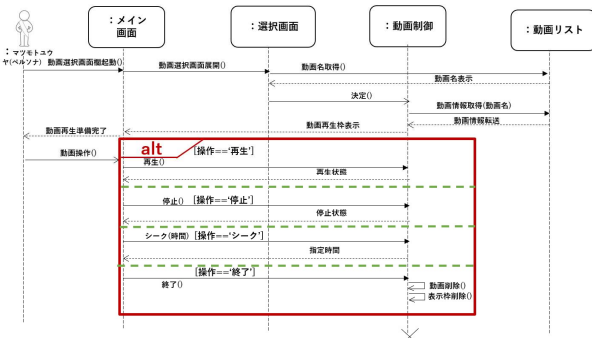 ：メイン
画面
：選択画面
：動画制御
：動画リスト
：マツモトユウ
ヤ(ペルソナ)
動画選択画面棚起動()
動画選択画面展開()
動画名取得()
動画名表示
決定()
動画情報取得(動画名)
動画情報転送
動画再生枠表示
動画再生準備完了
alt
[操作=='再生']
動画操作()
再生()
再生状態
停止()
[操作=='停止']
停止状態
シーク(時間)
[操作=='シーク']
指定時間
[操作=='終了']
終了()
動画削除()
表示枠削除()